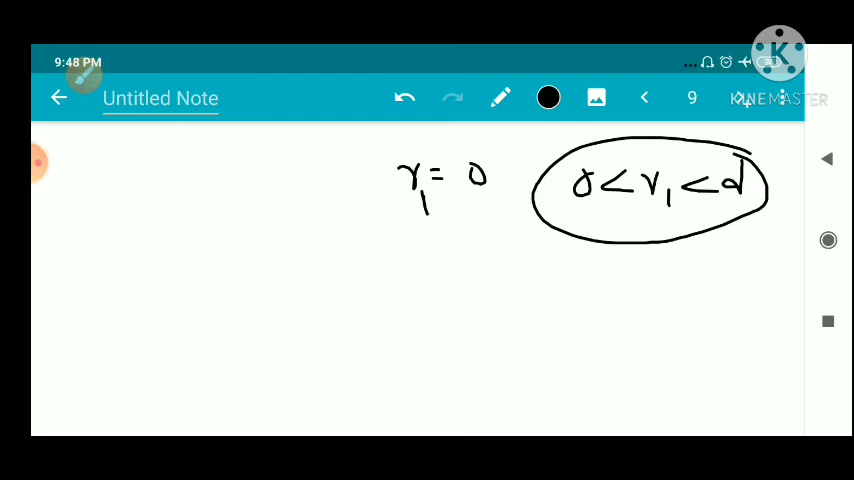 9:48 PM
K
Untitled Note
9
KINEMASTER
r₁ = 0 0 < r₁ < d